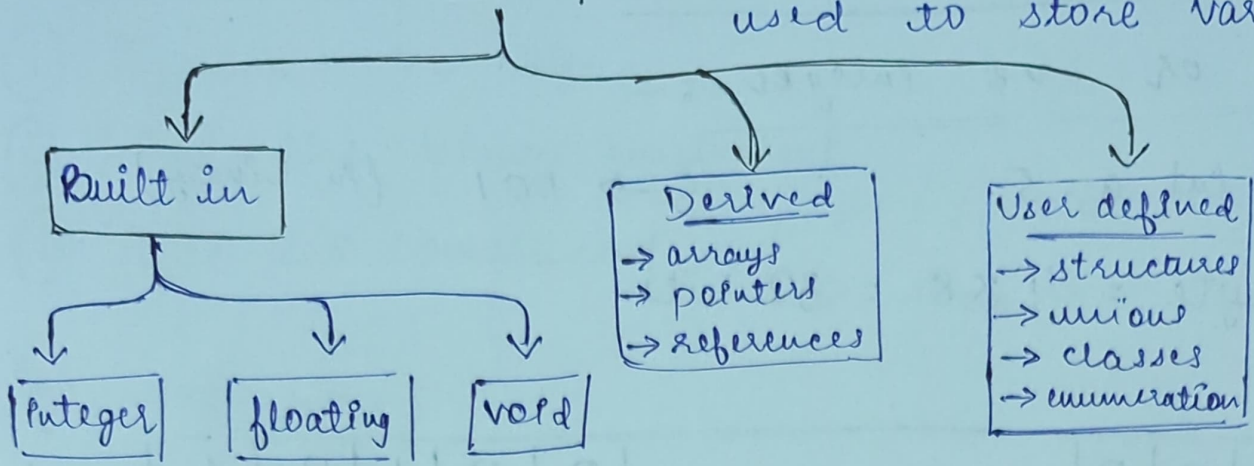 used to store
Built in
Derived
→ arrays
→ pointers
→ references
User defined
→ structures
→ unions
→ classes
→ enumeration
integer
floating
void